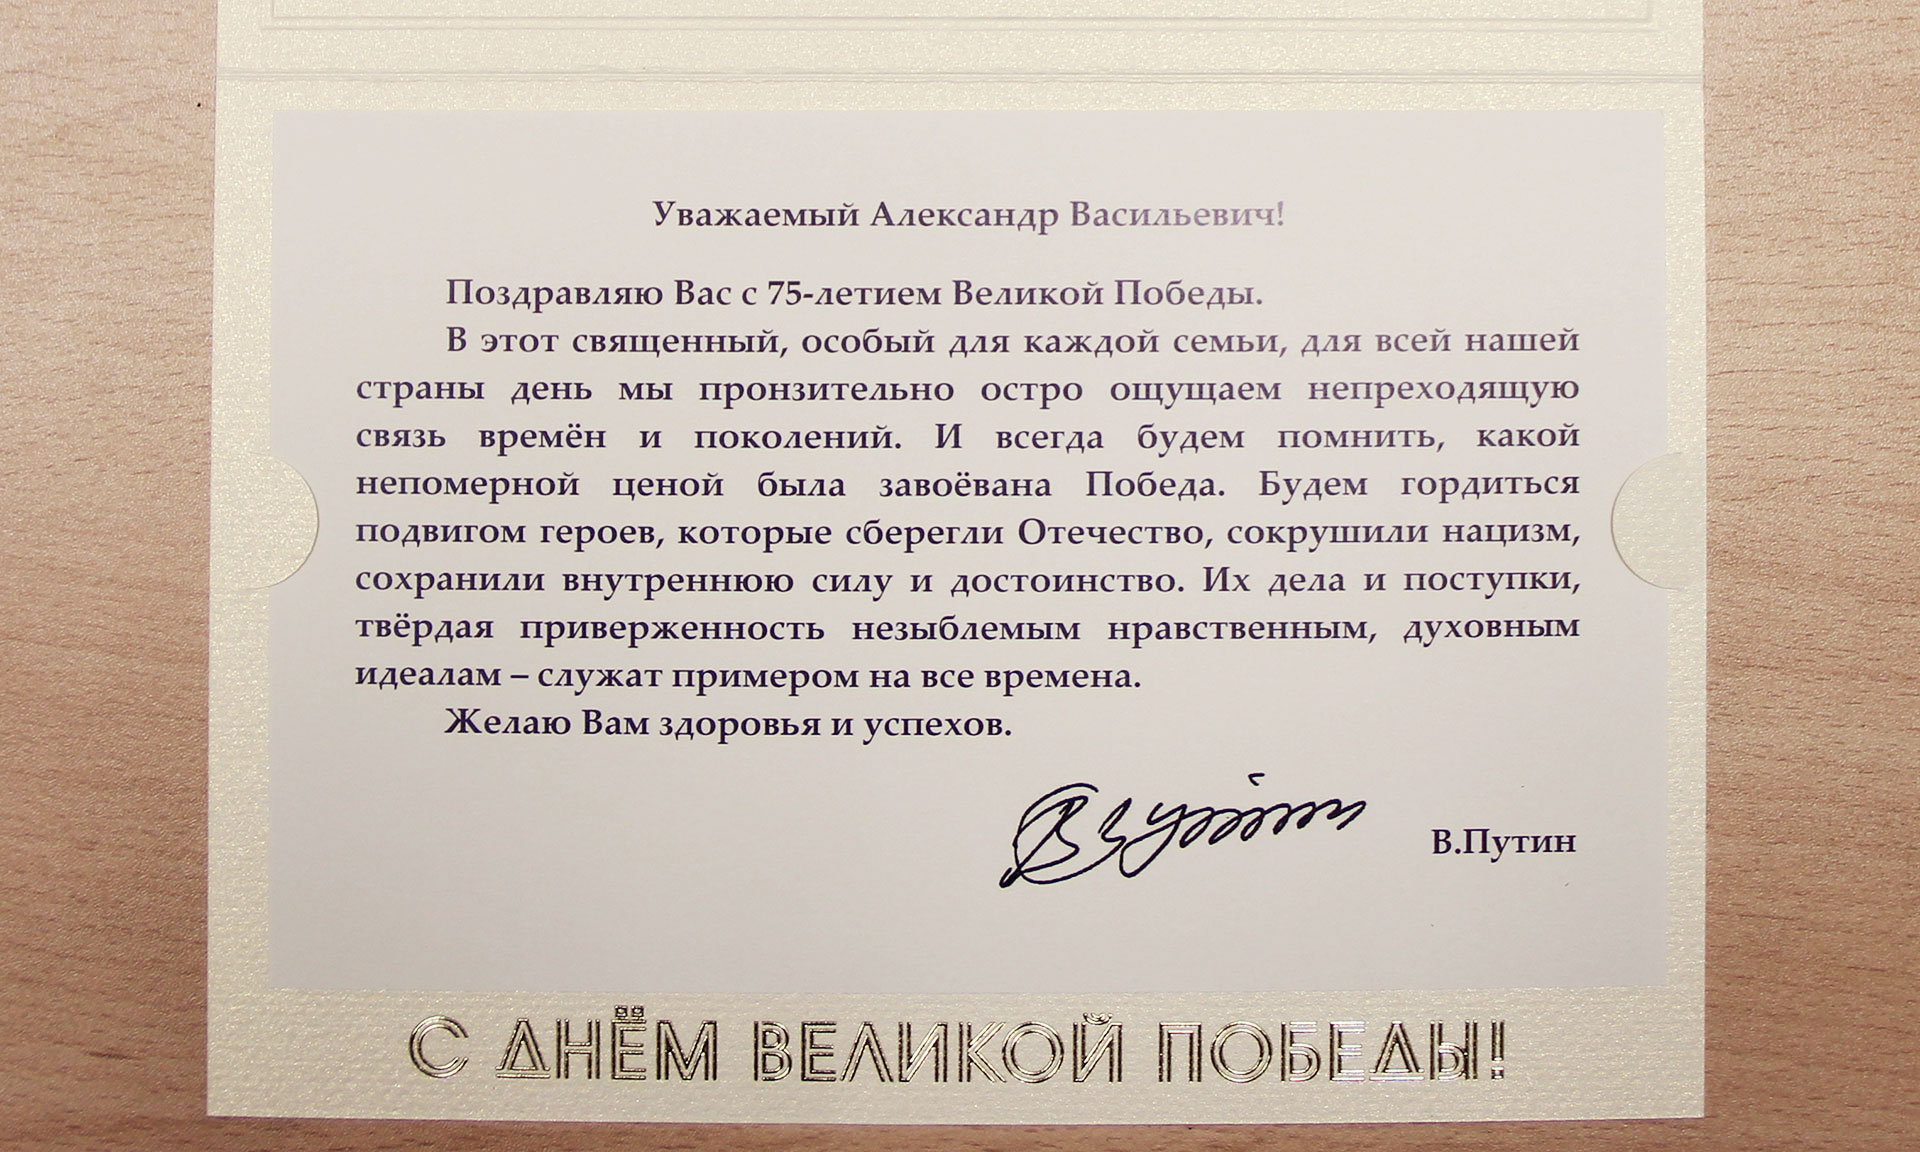 Уважаемый Александр Васильевич!
Поздравляю Вас с 75-летием Великой Победы.
В этот священный, особый для каждой семьи, для всей нашей
страны день мы пронзительно остро ощущаем непреходящую
связь времён и поколений. И всегда будем помнить, какой
непомерной ценой была завоёвана Победа. Будем гордиться
подвигом героев, которые сберегли Отечество, сокрушили нацизм,
сохранили внутреннюю силу и достоинство. Их дела и поступки,
твёрдая приверженность незыблемым нравственным, духовным
идеалам – служат примером на все времена.
Желаю Вам здоровья и успехов.
В.Путин
С ДНЁМ ВЕЛИКОЙ ПОБЕДЫ!